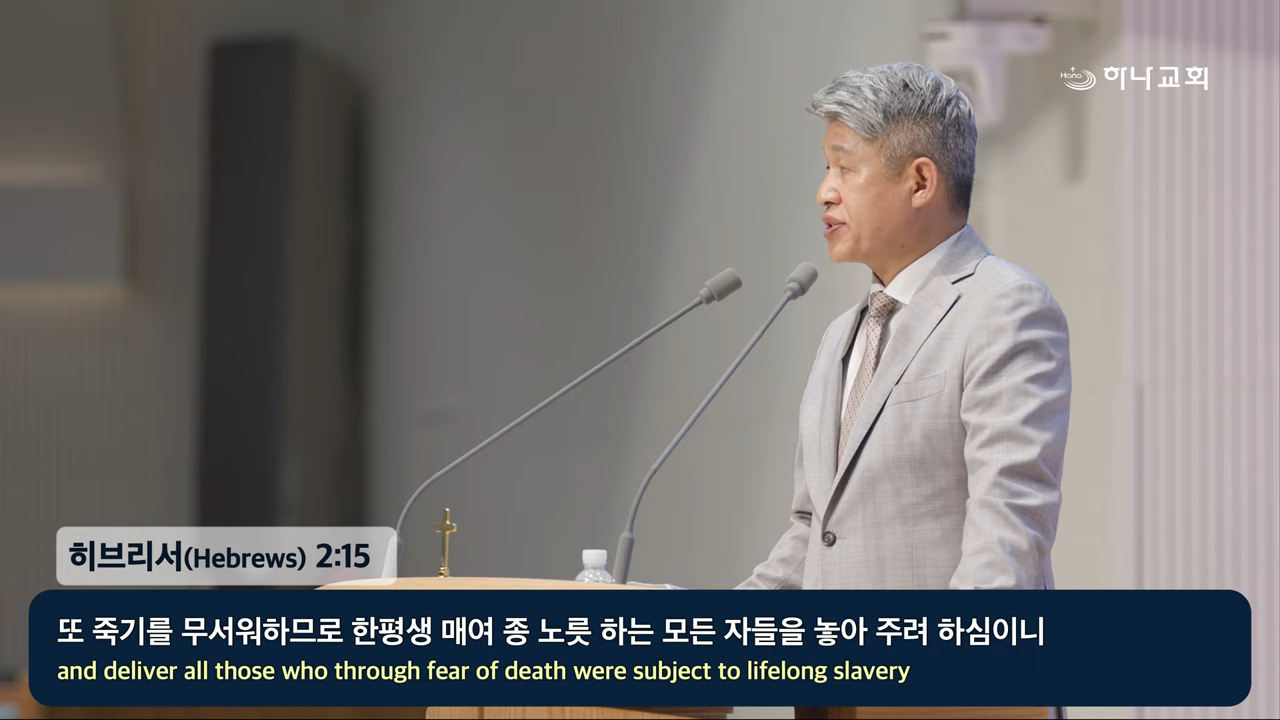 Hana 하나교회
히브리서(Hebrews) 2:15
또 죽기를 무서워하므로 한평생 매여 종 노릇 하는 모든 자들을 놓아 주려 하심이니
and deliver all those who through fear of death were subject to lifelong slavery